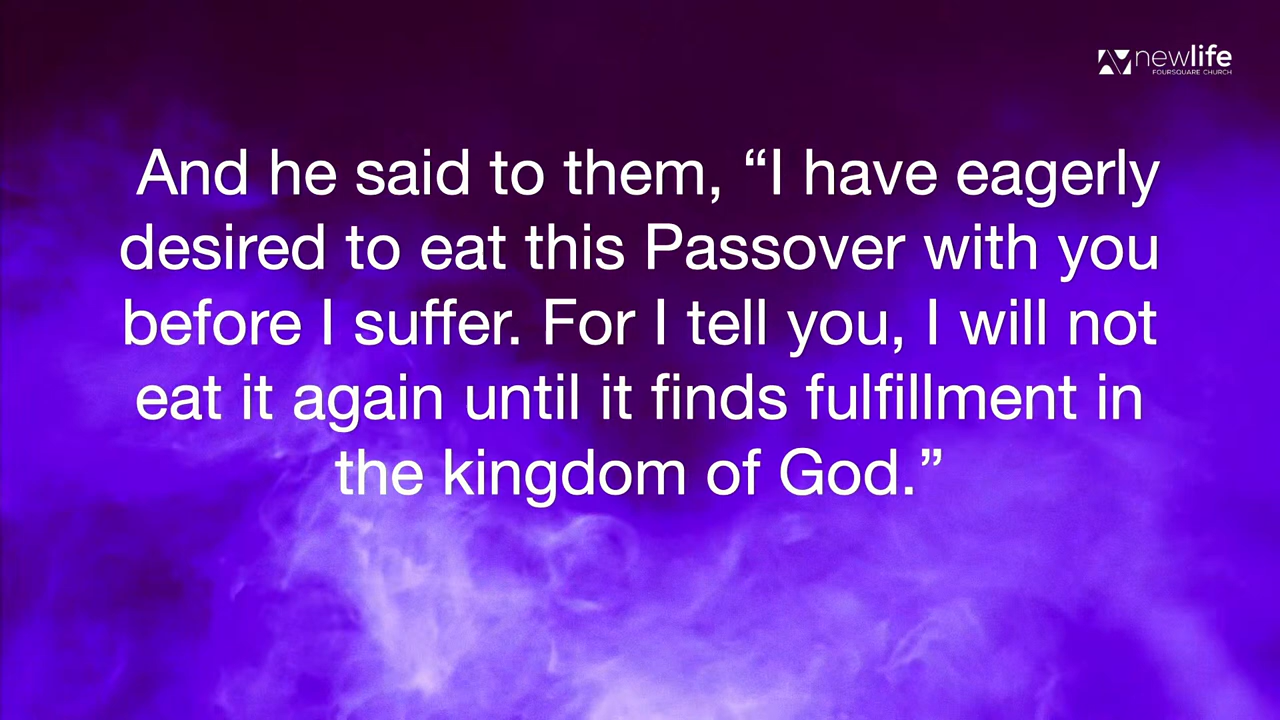 newlife
FOURSQUARE CHURCH
And he said to them, “I have eagerly
desired to eat this Passover with you
before I suffer. For I tell you, I will not
eat it again until it finds fulfillment in
the kingdom of God.”